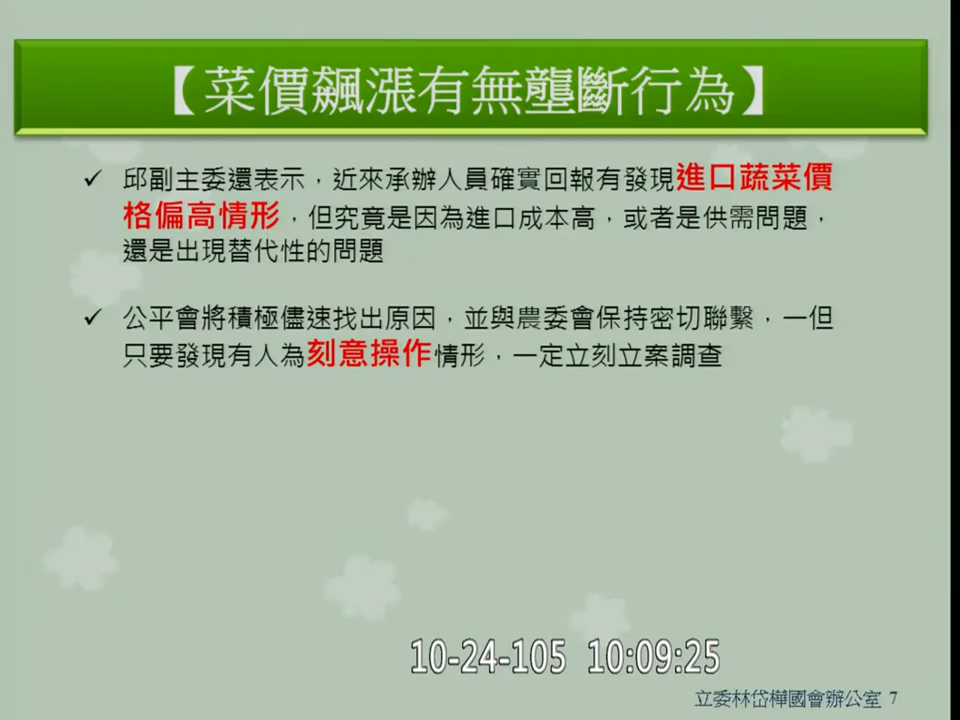 【菜價飆漲有無壟斷行為】
✓ 邱副主委還表示，近來承辦人員確實回報有發現進口蔬菜價
格偏高情形，但究竟是因為進口成本高，或者是供需問題，
還是出現替代性的問題
✓ 公平會將積極儘速找出原因，並與農委會保持密切聯繫，一但
只要發現有人為刻意操作情形，一定立刻立案調查
10-24-105 10:09:25
立委林岱樺國會辦公室 7